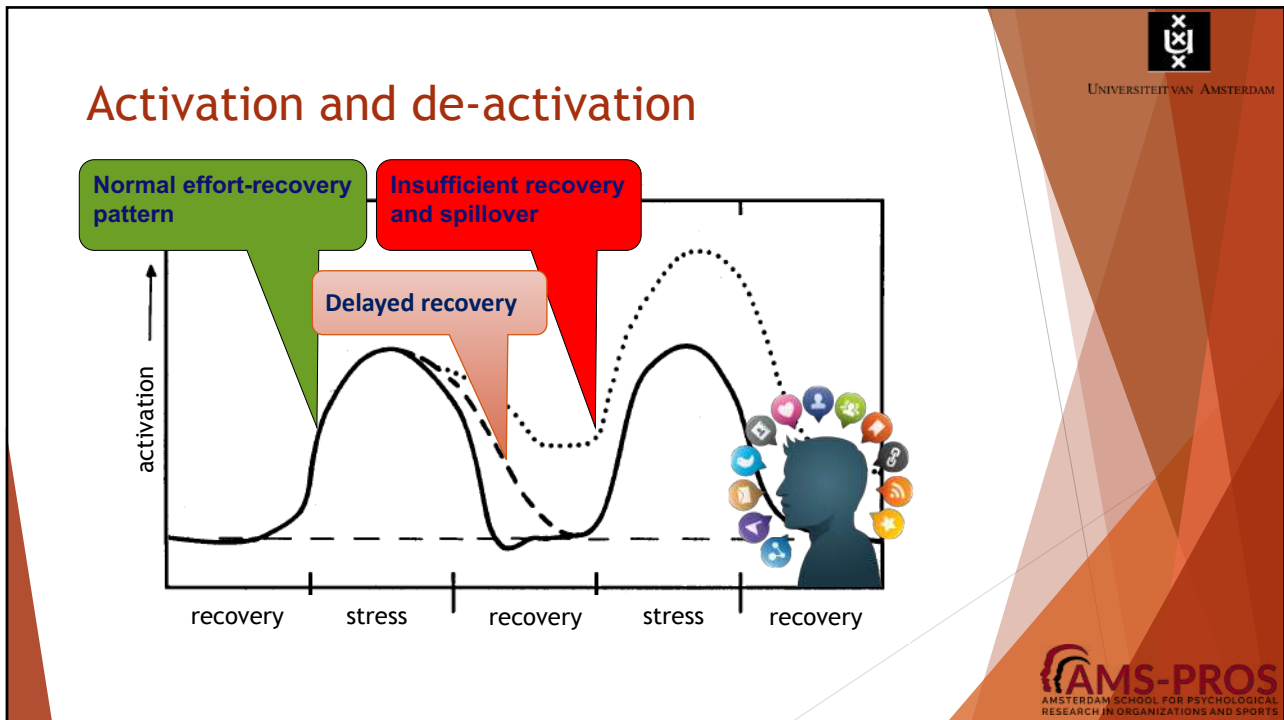 Activation and de-activation
UNIVERSITEIT VAN AMSTERDAM
Normal effort-recovery
pattern
Insufficient recovery
and spillover
Delayed recovery
activation
recovery
stress
recovery
stress
recovery
AMS-PROS
AMSTERDAM SCHOOL FOR PSYCHOLOGICAL
RESEARCH IN ORGANIZATIONS AND SPORTS